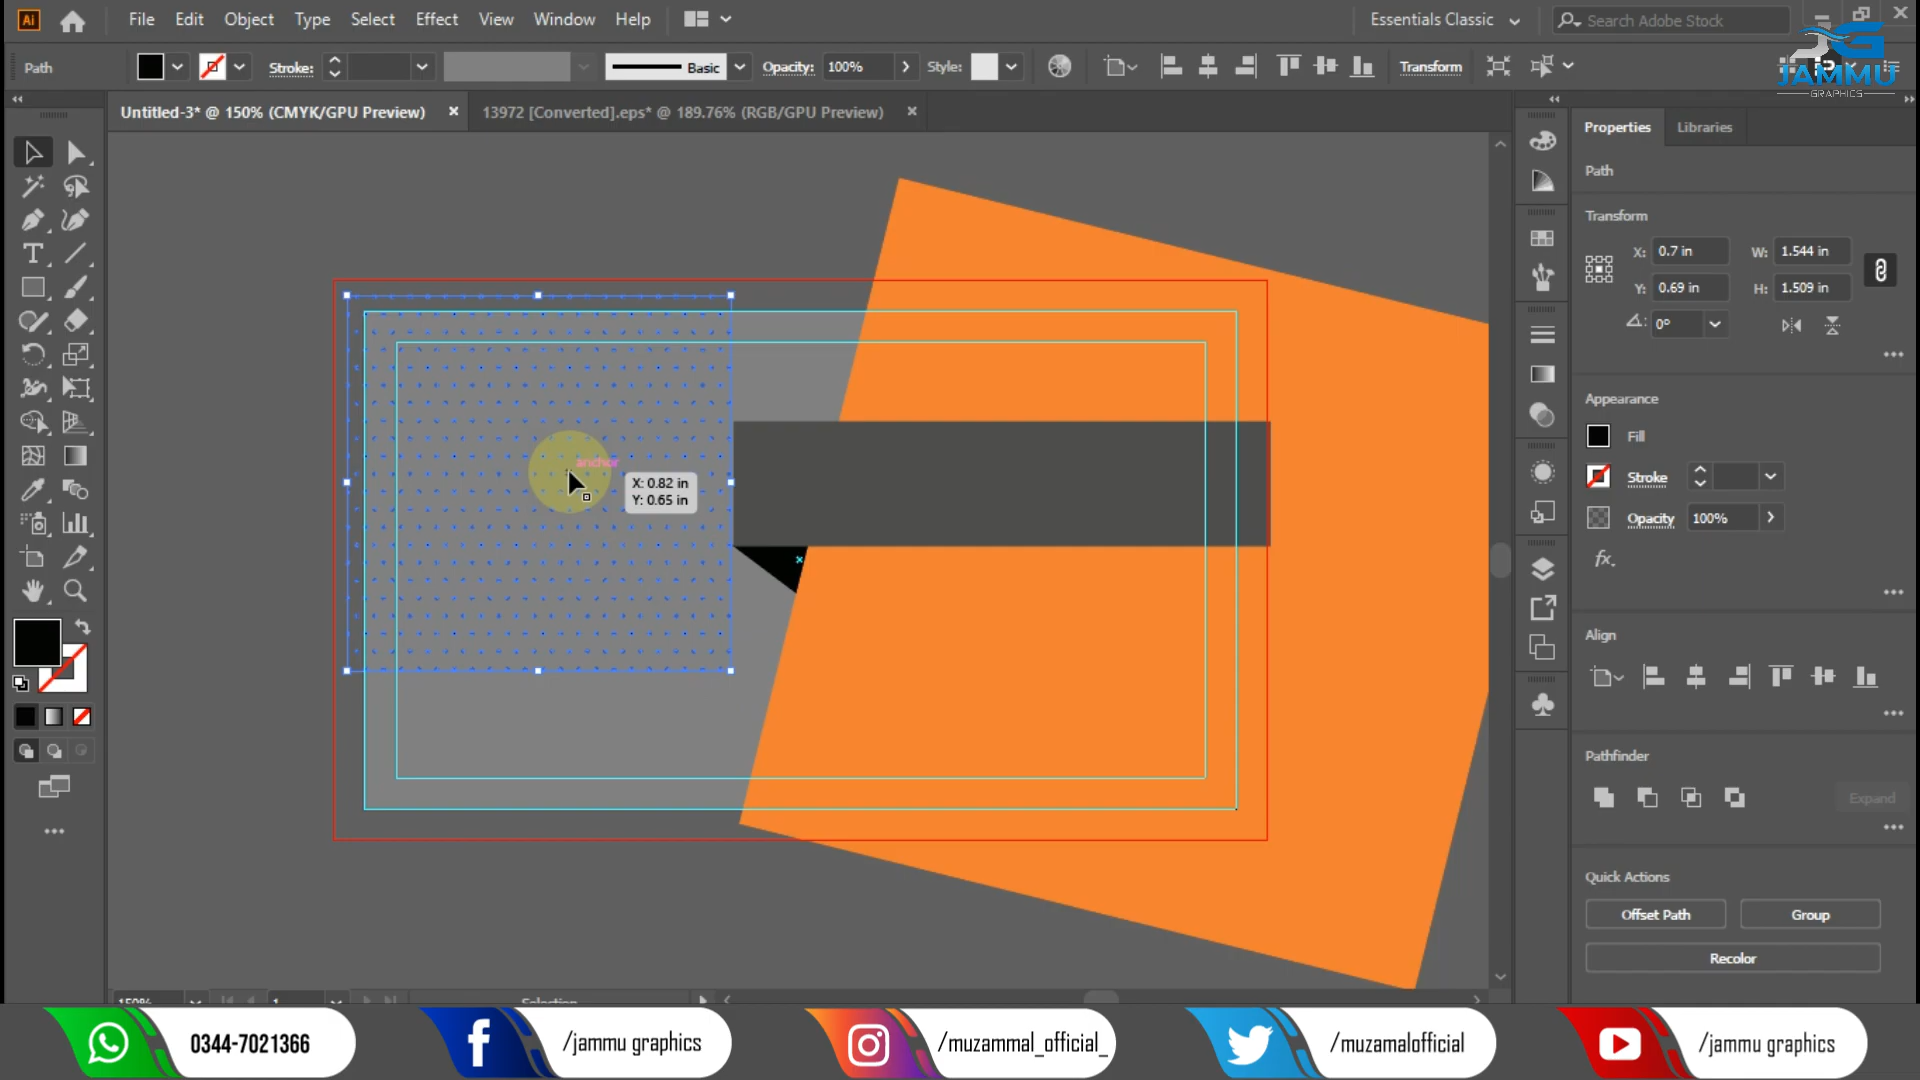 Ai File Edit Object Type Select Effect View Window Help
Essentials Classic
Search Adobe Stock
JG
JAMMU
GRAPHICS
Path
Stroke:
Basic
Opacity: 100%
Style:
Transform
Untitled-3* @ 150% (CMYK/GPU Preview)
13972 [Converted].eps* @ 189.76% (RGB/GPU Preview)
Properties
Libraries
Path
Transform
X: 0.7 in
W: 1.544 in
Y: 0.69 in
H: 1.509 in
0°
Appearance
Fill
Stroke
Opacity 100%
fx.
Align
Pathfinder
Expand
Quick Actions
Offset Path
Group
Recolor
anchor
X: 0.82 in
Y: 0.65 in
150%
1
Selection
0344-7021366
/jammu graphics
/muzammal_official_
/muzamalofficial
/jammu graphics